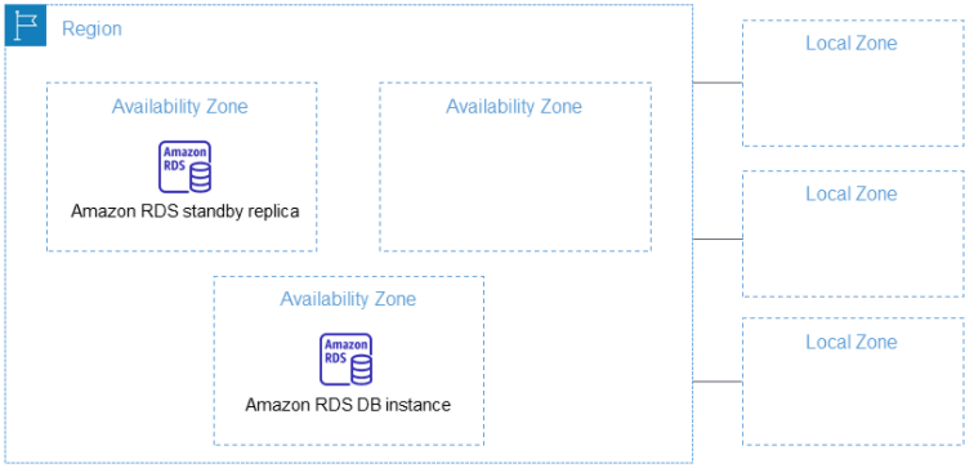 Region
Local Zone
Availability Zone
Availability Zone
Amazon
RDS
Amazon RDS standby replica
Local Zone
Availability Zone
Amazon
RDS
Amazon RDS DB instance
Local Zone